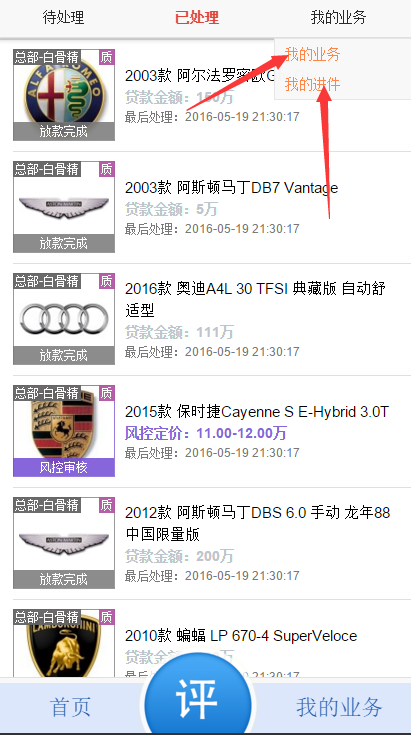 待处理
已处理
我的业务
我的业务
我的进件
总部-白骨精
质
放款完成
2003款 阿尔法罗密欧G
贷款金额：150万
最后处理：2016-05-19 21:30:17
总部-白骨精
质
放款完成
2003款 阿斯顿马丁DB7 Vantage
贷款金额：5万
最后处理：2016-05-19 21:30:17
总部-白骨精
质
放款完成
2016款 奥迪A4L 30 TFSI 典藏版 自动舒
适型
贷款金额：111万
最后处理：2016-05-19 21:30:17
总部-白骨精
质
风控审核
2015款 保时捷Cayenne S E-Hybrid 3.0T
风控定价：11.00-12.00万
最后处理：2016-05-19 21:30:17
总部-白骨精
质
放款完成
2012款 阿斯顿马丁DBS 6.0 手动 龙年88
中国限量版
贷款金额：200万
最后处理：2016-05-19 21:30:17
总部-白骨精
质
LAMBORGHINI
2010款 蝙蝠 LP 670-4 SuperVeloce
首页
评
我的业务